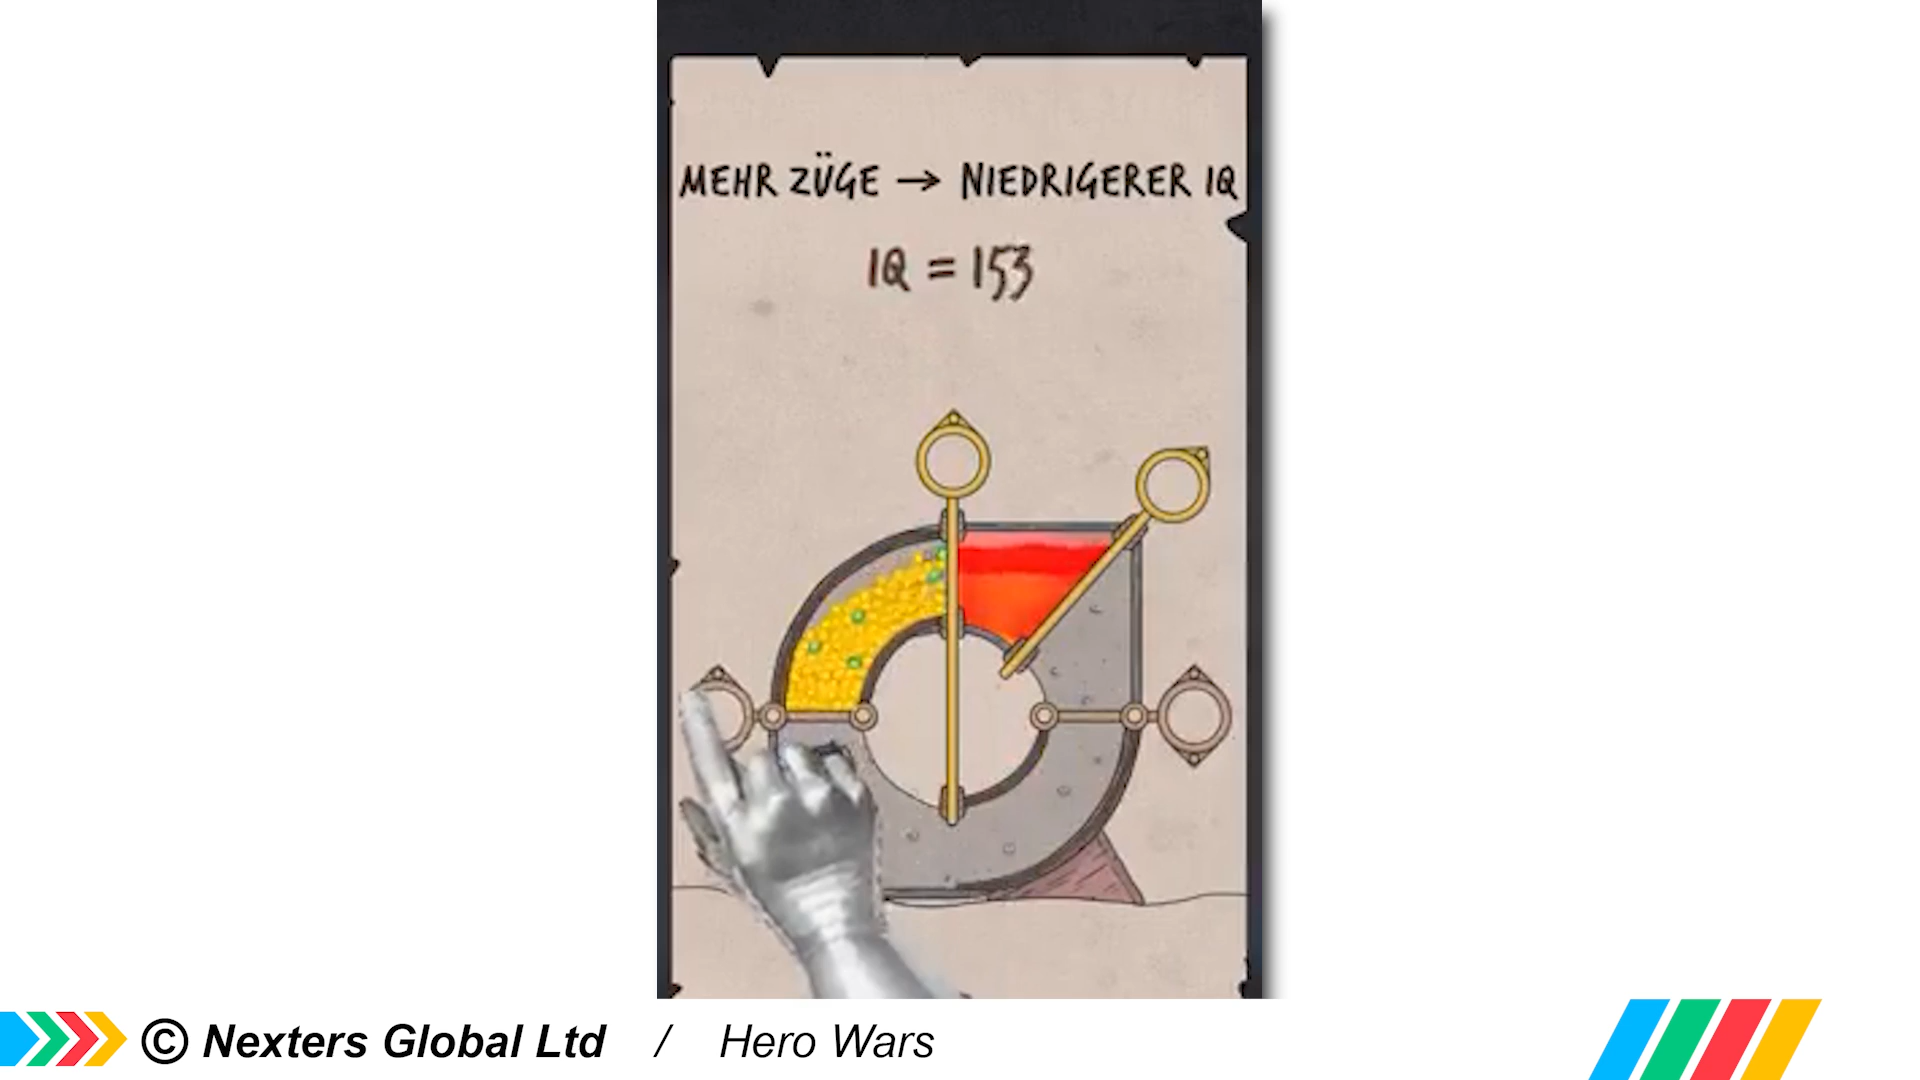 MEHR ZÜGE → NIEDRIGERER IQ
IQ = 153
© Nexters Global Ltd / Hero Wars